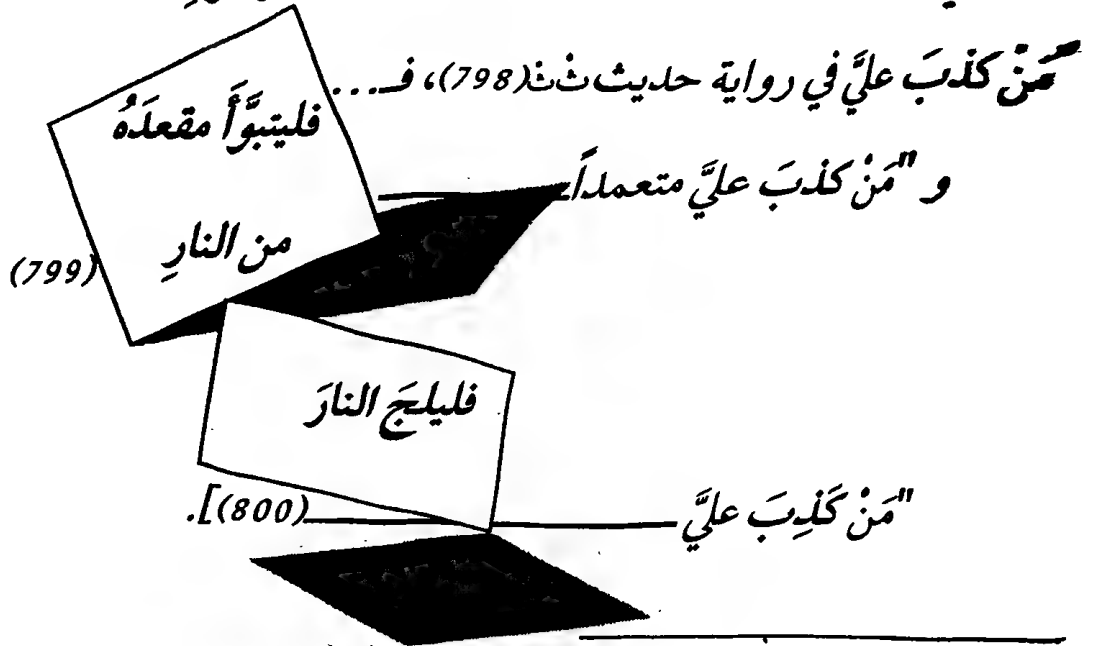 مَنْ كذبَ عليَّ في رواية حديث ثْ ثْ(798)، فـ...
فليتبوَّأَ مقعدَهُ
و "مَنْ كذبَ عليَّ متعمداً
من النارِ
(799)
فليلجَ النارَ
"مَنْ كَذِبَ عليَّ ــــــ (800)].